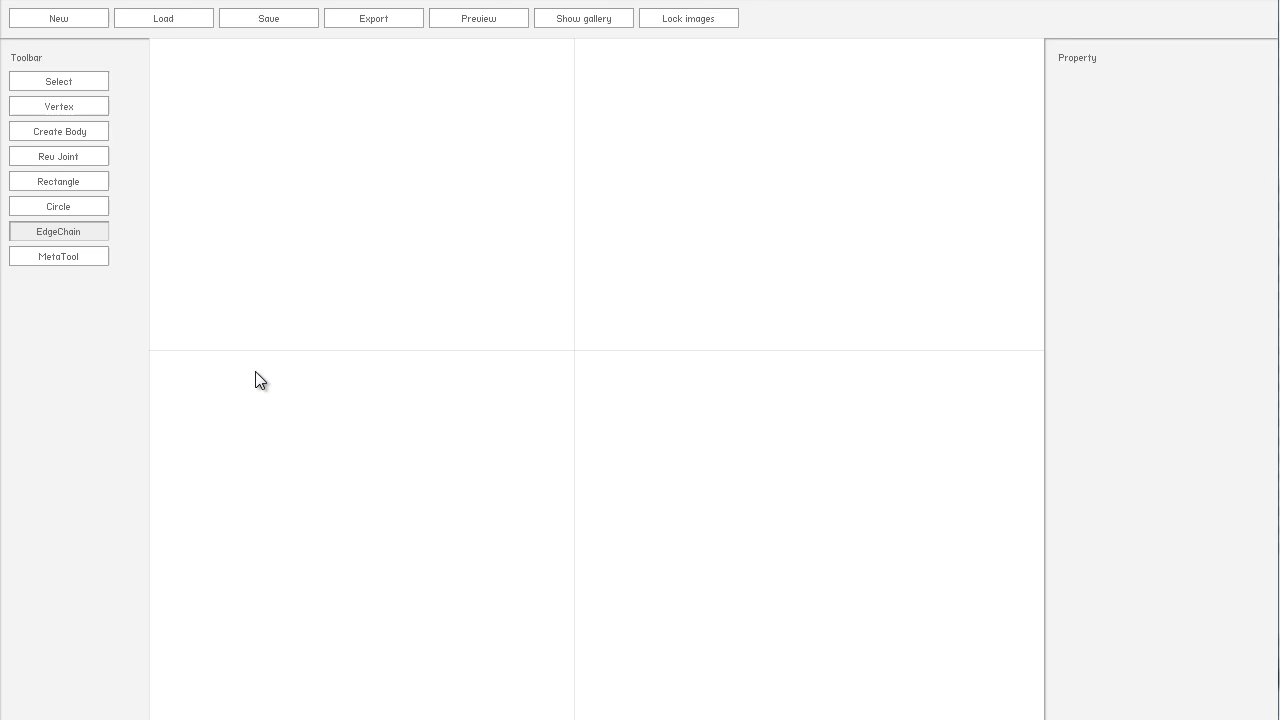 New Load Save Export Preview Show gallery Lock images
Toolbar
Select
Vertex
Create Body
Rev Joint
Rectangle
Circle
EdgeChain
MetaTool
Property